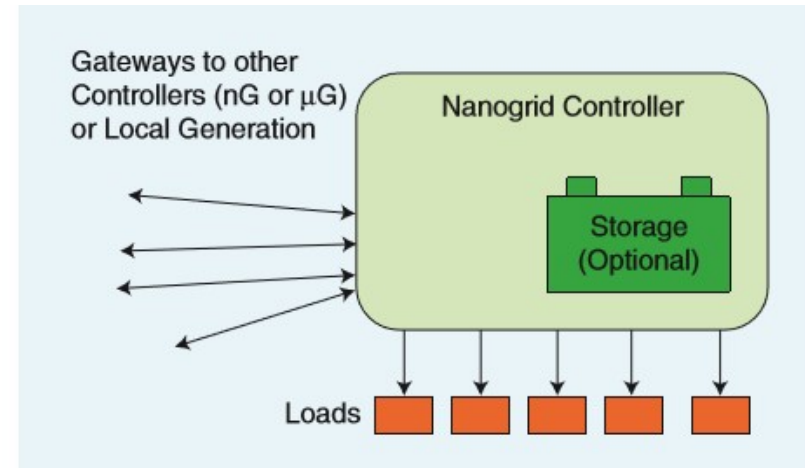 Gateways to other
Controllers (nG or μG)
or Local Generation
Nanogrid Controller
Storage
(Optional)
Loads